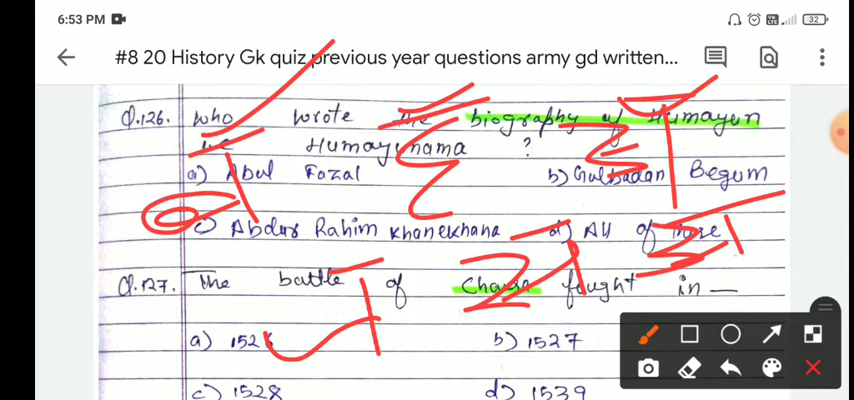 6:53 PM
32
#8 20 History Gk quiz previous year questions army gd written...
Q.126. Who wrote the biography of Humayun
Humayunama ?
a) Abul Fazal b) Gulbadan Begum
c) Abdur Rahim Khanekhana d) All of these
Q.127. The battle of Chausa fought in —
a) 1526 b) 1527
c) 1528 d) 1539